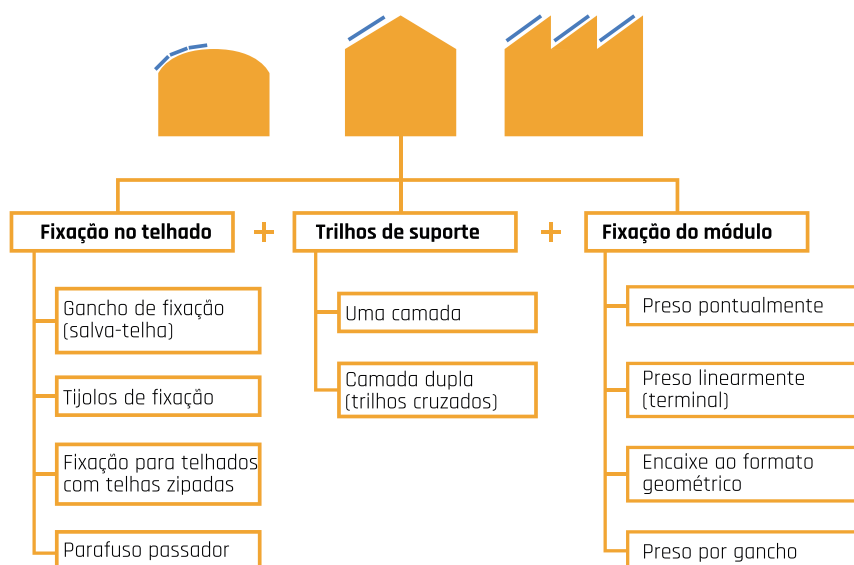 Fixação no telhado
+
Trilhos de suporte
+
Fixação do módulo
Gancho de fixação
(salva-telha)
Tijolos de fixação
Fixação para telhados
com telhas zipadas
Parafuso passador
Uma camada
Camada dupla
(trilhos cruzados)
Preso pontualmente
Preso linearmente
(terminal)
Encaixe ao formato
geométrico
Preso por gancho